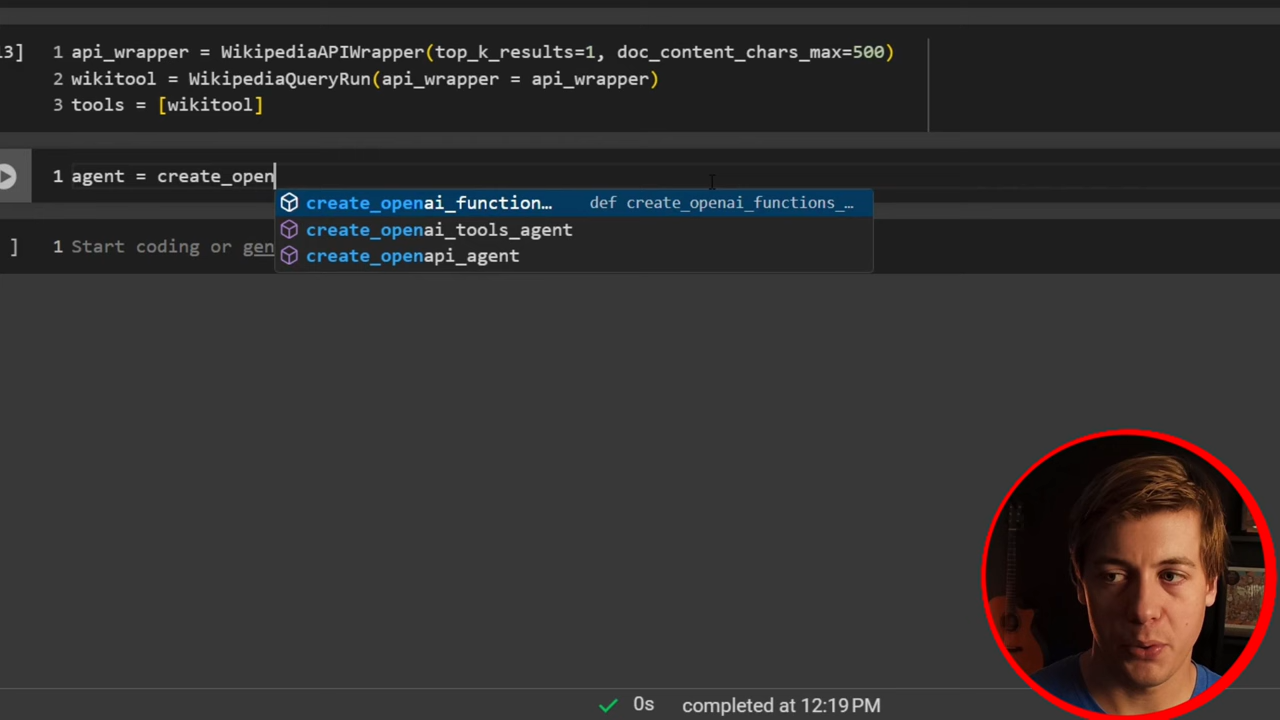 13] 1 api_wrapper = WikipediaAPIWrapper(top_k_results=1, doc_content_chars_max=500)
2 wikitool = WikipediaQueryRun(api_wrapper = api_wrapper)
3 tools = [wikitool]
1 agent = create_open
create_openai_function… def create_openai_functions_…
create_openai_tools_agent
create_openapi_agent
] 1 Start coding or gen
0s completed at 12:19 PM